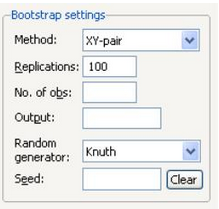 Bootstrap settings
Method: XY-pair
Replications: 100
No. of obs:
Output:
Random
generator: Knuth
Seed: Clear